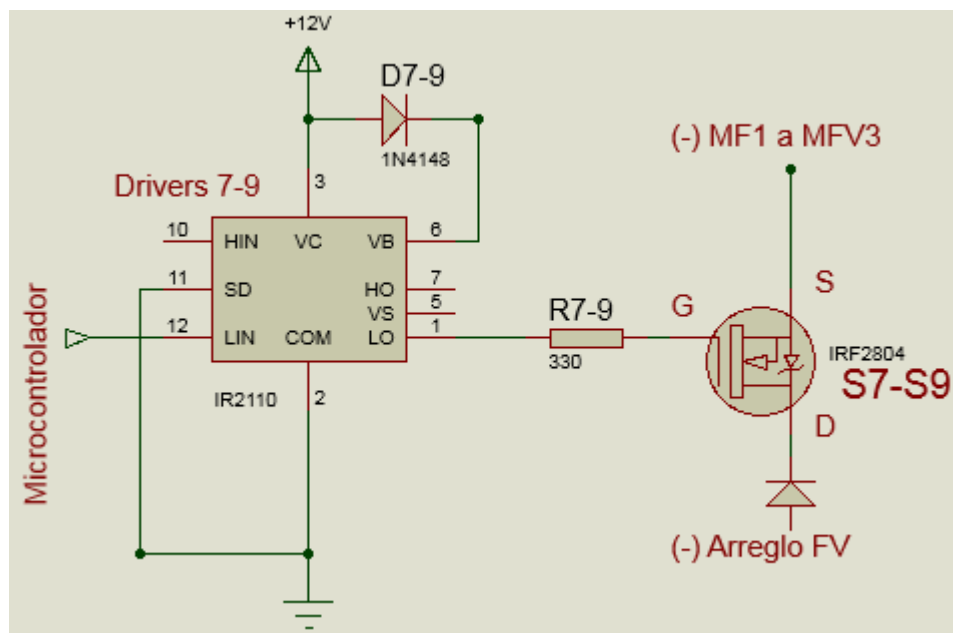 +12V
D7-9
1N4148
(-) MF1 a MFV3
Drivers 7-9
3
10
HIN
VC
VB
6
11
SD
HO
7
VS
5
12
LIN
COM
LO
1
R7-9
330
G
S
IRF2804
S7-S9
D
IR2110
2
Microcontrolador
(-) Arreglo FV